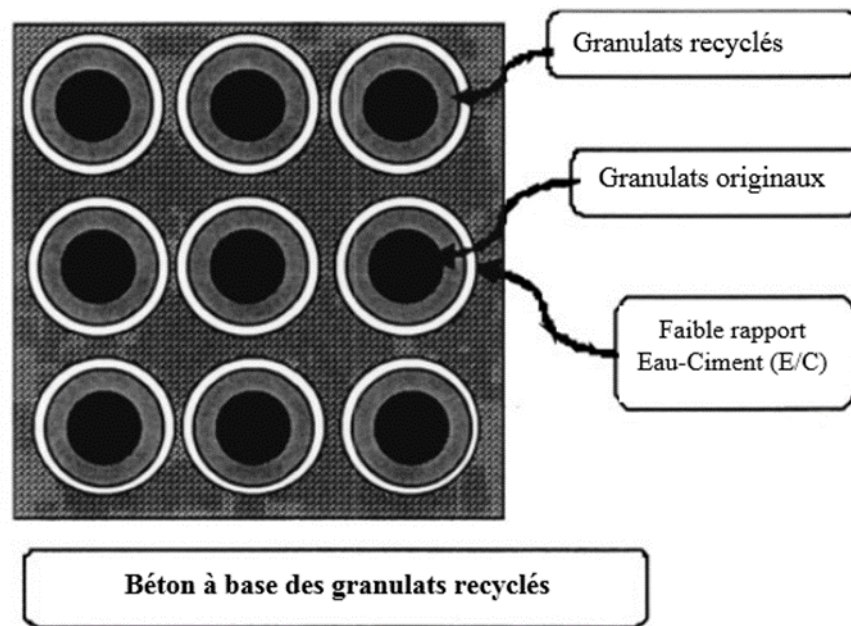 Granulats recyclés
Granulats originaux
Faible rapport
Eau-Ciment (E/C)
Béton à base des granulats recyclés